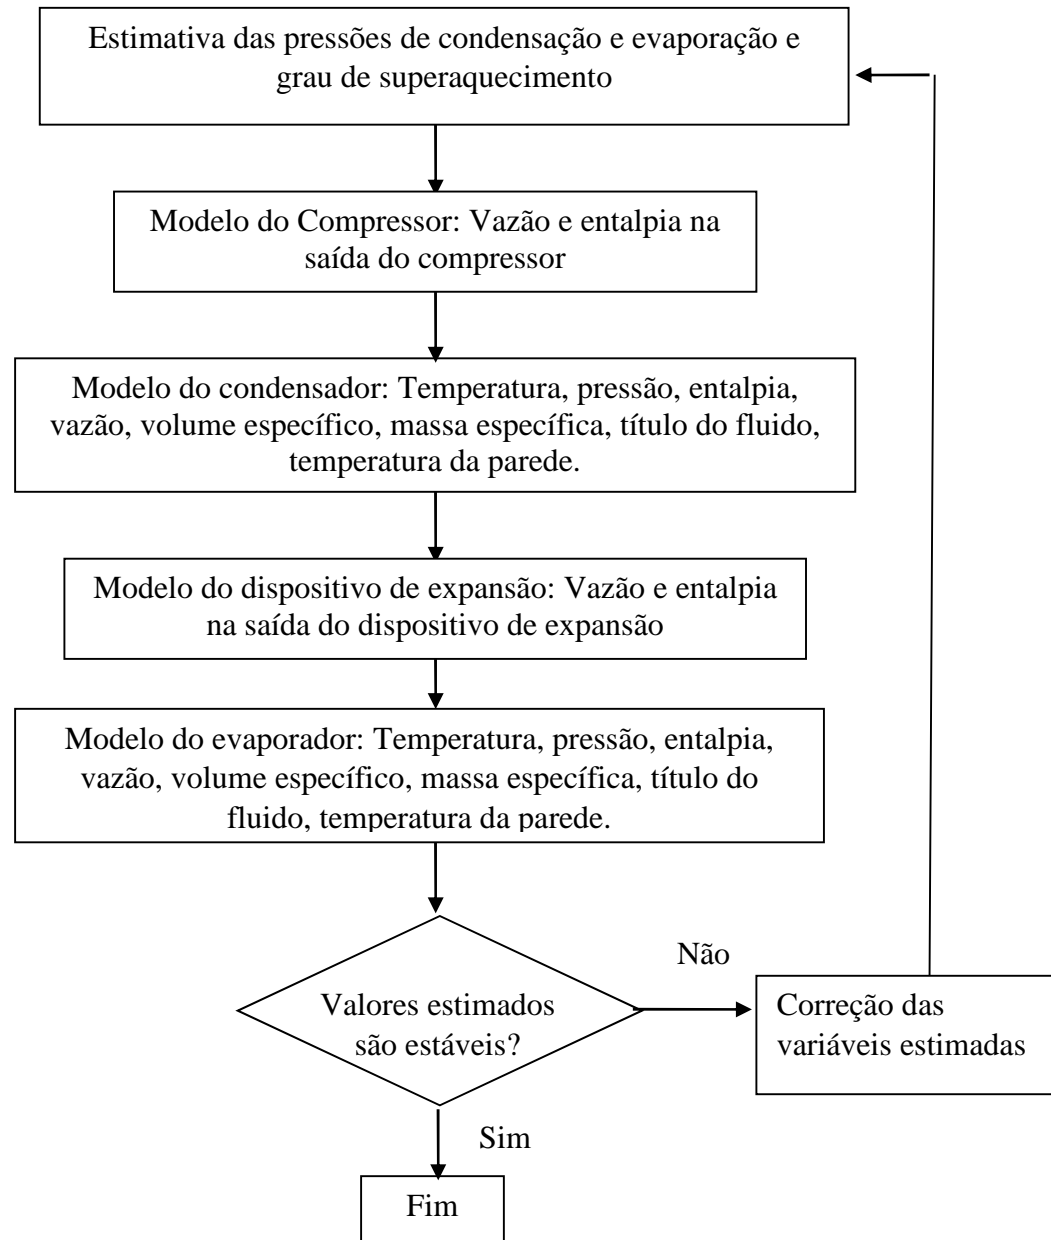 Estimativa das pressões de condensação e evaporação e
grau de superaquecimento
Modelo do Compressor: Vazão e entalpia na
saída do compressor
Modelo do condensador: Temperatura, pressão, entalpia,
vazão, volume específico, massa específica, título do fluido,
temperatura da parede.
Modelo do dispositivo de expansão: Vazão e entalpia
na saída do dispositivo de expansão
Modelo do evaporador: Temperatura, pressão, entalpia,
vazão, volume específico, massa específica, título do
fluido, temperatura da parede.
Valores estimados
são estáveis?
Não
Correção das
variáveis estimadas
Sim
Fim